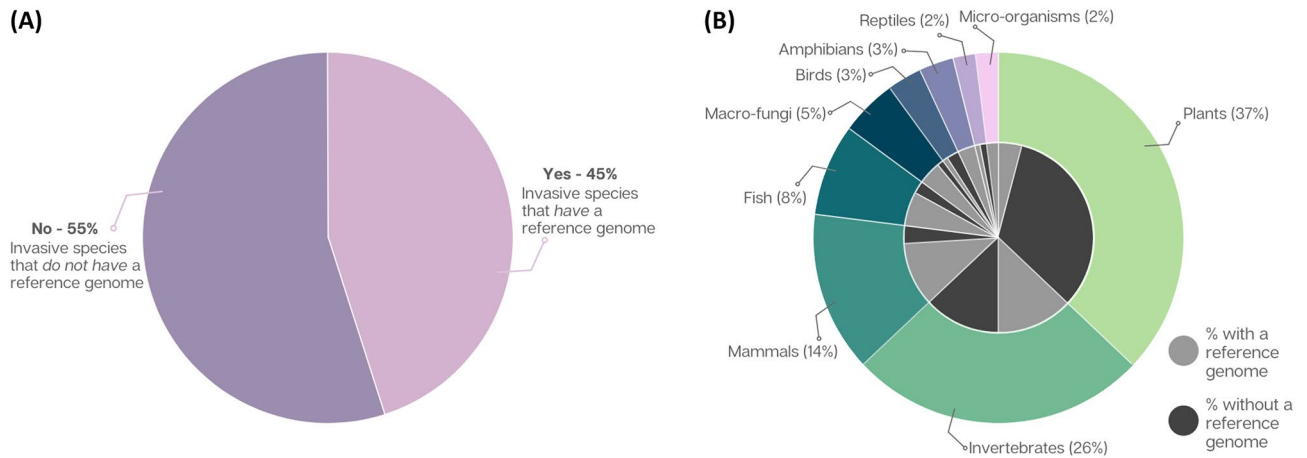 (A)
Yes - 45%
Invasive species
that have a
reference genome
No - 55%
Invasive species
that do not have a
reference genome
(B)
Reptiles (2%)
Micro-organisms (2%)
Amphibians (3%)
Birds (3%)
Macro-fungi (5%)
Plants (37%)
Fish (8%)
Mammals (14%)
Invertebrates (26%)
% with a
reference
genome
% without a
reference
genome